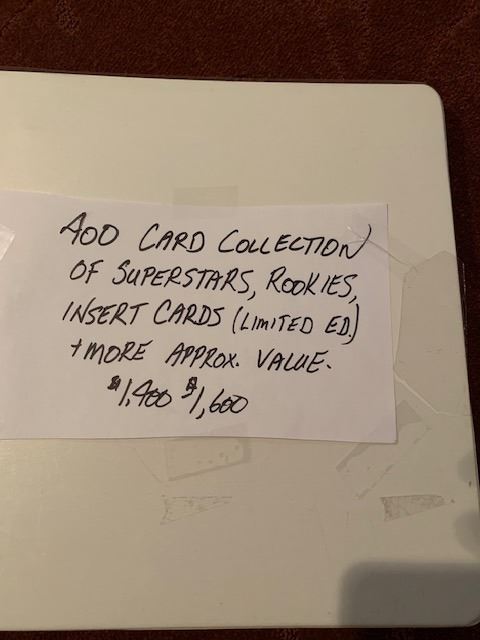 400 CARD COLLECTION
OF SUPERSTARS, ROOKIES,
INSERT CARDS (LIMITED ED.)
+ MORE APPROX. VALUE.
$1,400 $1,600